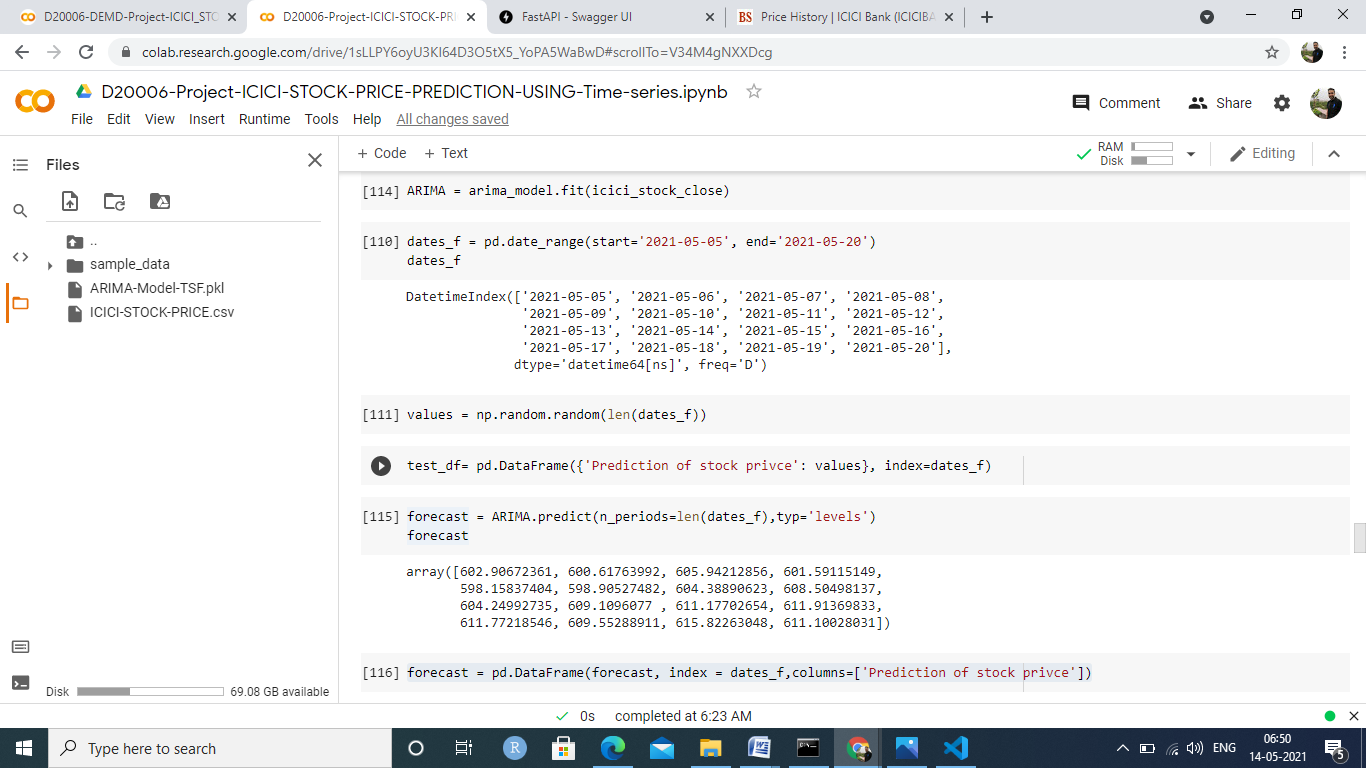 D20006-DEMD-Project-ICICI_STO
D20006-Project-ICICI-STOCK-PRI
FastAPI - Swagger UI
BS Price History | ICICI Bank (ICICIBA
colab.research.google.com/drive/1sLLPY6oyU3KI64D3O5tX5_YoPA5WaBwD#scrollTo=V34M4gNXXDcg
D20006-Project-ICICI-STOCK-PRICE-PREDICTION-USING-Time-series.ipynb
File Edit View Insert Runtime Tools Help All changes saved
Comment Share
Files
+ Code + Text
RAM
Disk
Editing
..
sample_data
ARIMA-Model-TSF.pkl
ICICI-STOCK-PRICE.csv
Disk 69.08 GB available
[114] ARIMA = arima_model.fit(icici_stock_close)
[110] dates_f = pd.date_range(start='2021-05-05', end='2021-05-20')
dates_f
DatetimeIndex(['2021-05-05', '2021-05-06', '2021-05-07', '2021-05-08',
'2021-05-09', '2021-05-10', '2021-05-11', '2021-05-12',
'2021-05-13', '2021-05-14', '2021-05-15', '2021-05-16',
'2021-05-17', '2021-05-18', '2021-05-19', '2021-05-20'],
dtype='datetime64[ns]', freq='D')
[111] values = np.random.random(len(dates_f))
test_df= pd.DataFrame({'Prediction of stock privce': values}, index=dates_f)
[115] forecast = ARIMA.predict(n_periods=len(dates_f),typ='levels')
forecast
array([602.90672361, 600.61763992, 605.94212856, 601.59115149,
598.15837404, 598.90527482, 604.38890623, 608.50498137,
604.24992735, 609.1096077 , 611.17702654, 611.91369833,
611.77218546, 609.55288911, 615.82263048, 611.10028031])
[116] forecast = pd.DataFrame(forecast, index = dates_f,columns=['Prediction of stock privce'])
0s completed at 6:23 AM
Type here to search
R
W
ENG
06:50
14-05-2021
5